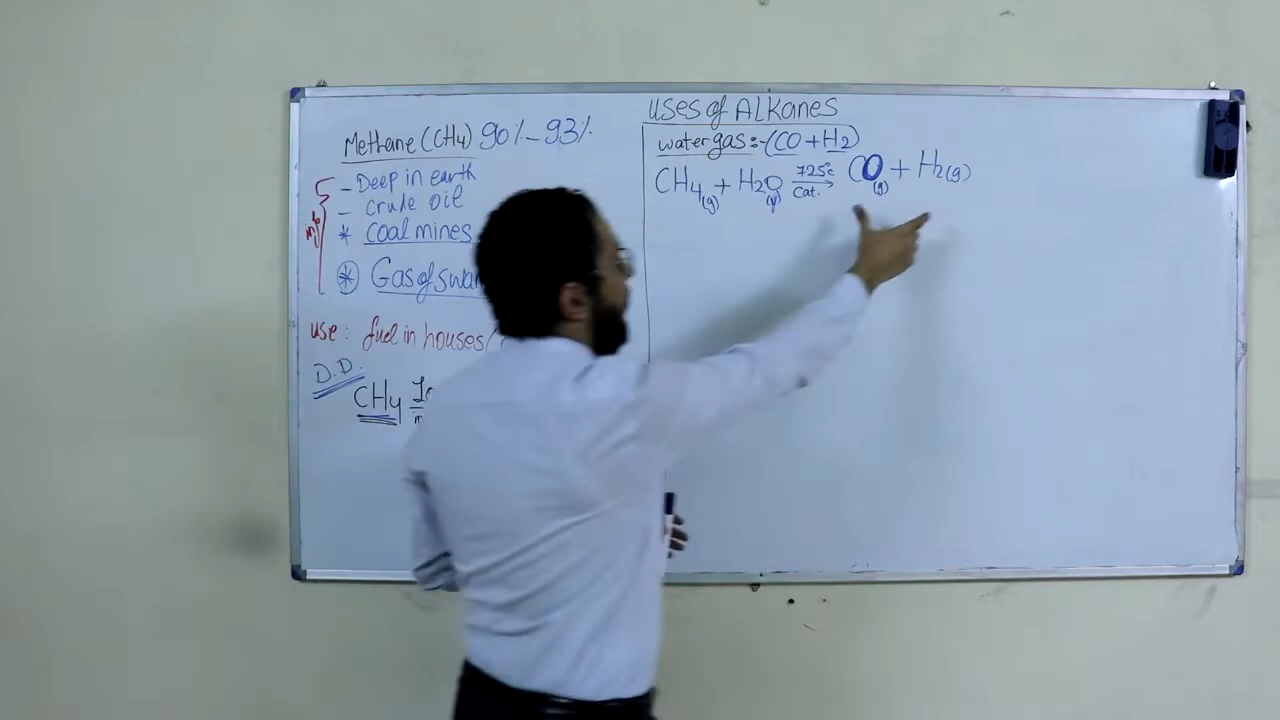 Methane (CH4) 90%-93%
- Deep in earth
- crude oil
* coal mines
* Gas of swa
use: fuel in houses/
D.D.
CH4
Uses of ALKanes
water gas:-(CO+H2)
CH4(g) + H2O(v) 725°c Cat. → CO(g) + H2(g)